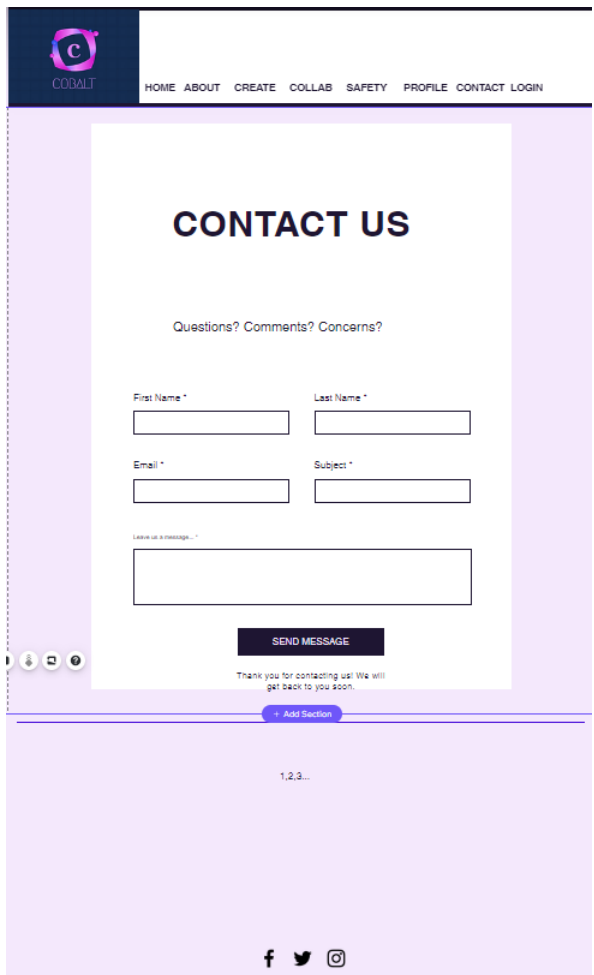 C
COBALT
HOME ABOUT CREATE COLLAB SAFETY PROFILE CONTACT LOGIN
CONTACT US
Questions? Comments? Concerns?
First Name * Last Name *
Email * Subject *
Leave us a message... *
SEND MESSAGE
Thank you for contacting us! We will
get back to you soon.
+ Add Section
1,2,3...